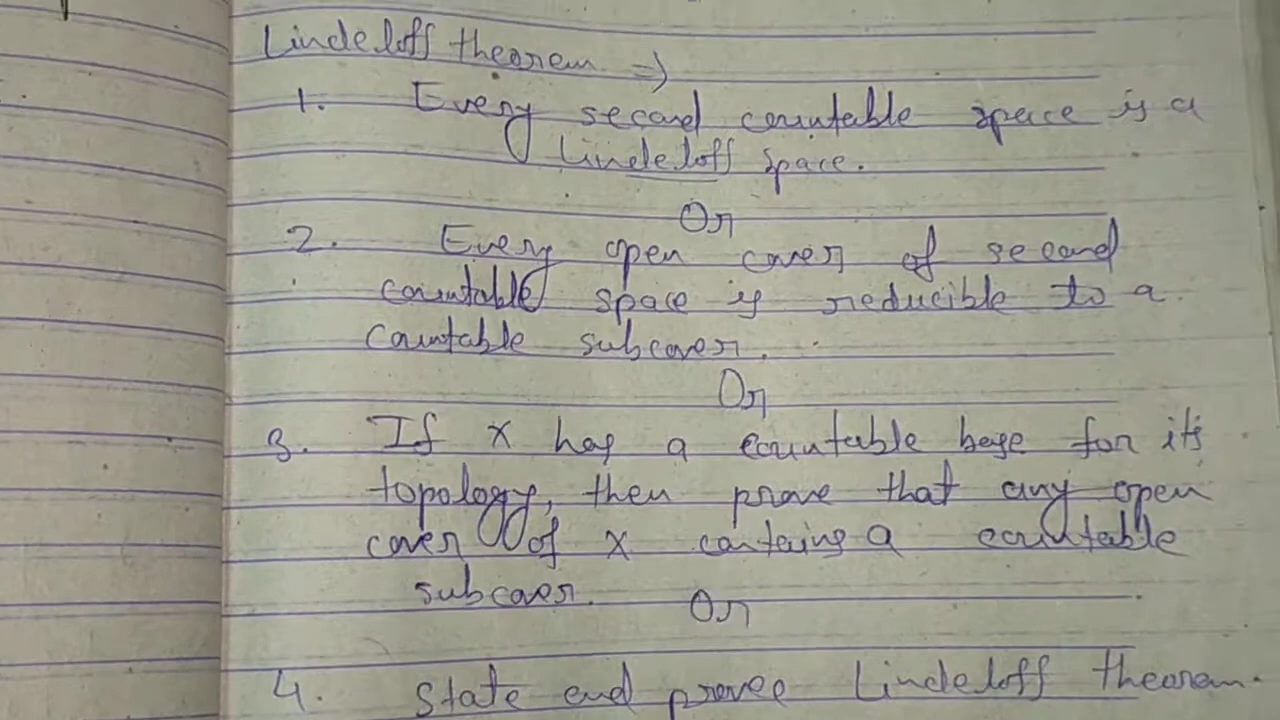 Lindeloff theorem ⇒
1. Every second countable space is a
Lindeloff space.
Or
2. Every open cover of second
countable space is reducible to a
countable subcover.
Or
3. If X has a countable base for its
topology, then prove that any open
cover of X containg a countable
subcover.
Or
4. State and provee Lindeloff theorem.